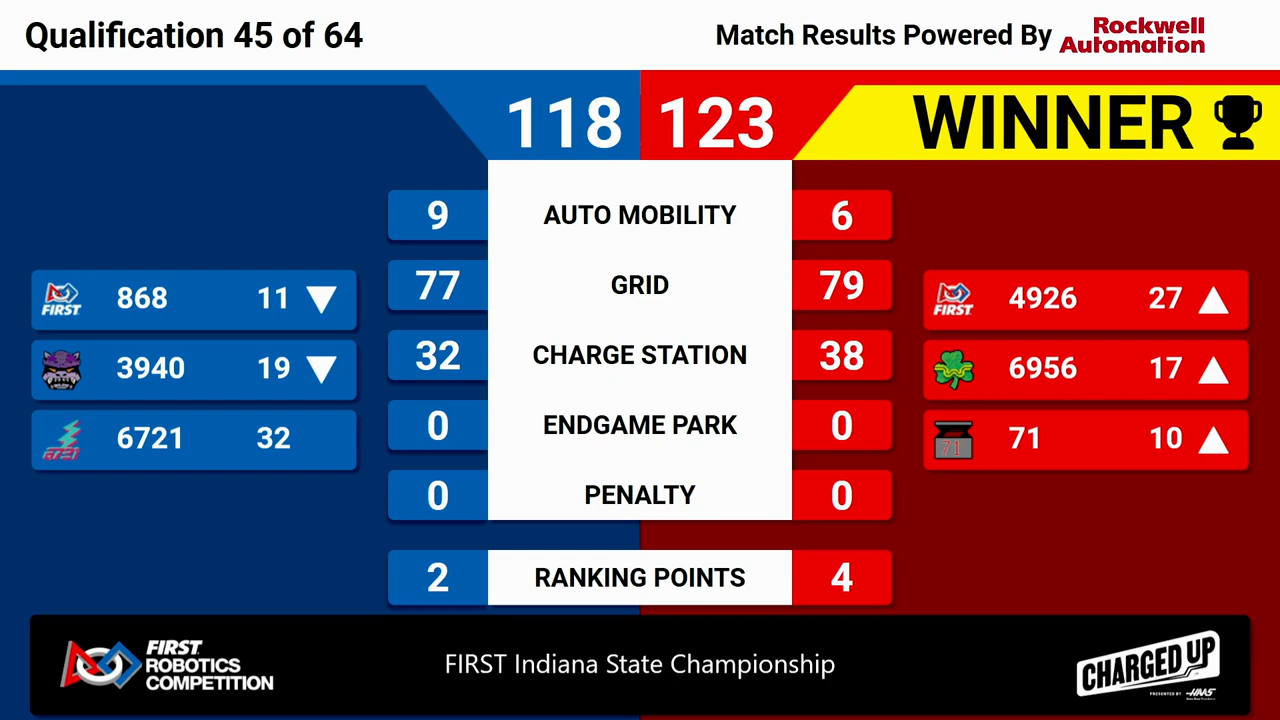 Qualification 45 of 64
Match Results Powered By Rockwell Automation
118 123 WINNER
9 AUTO MOBILITY 6
77 GRID 79
32 CHARGE STATION 38
0 ENDGAME PARK 0
0 PENALTY 0
2 RANKING POINTS 4
FIRST 868 11
3940 19
6721 32
FIRST 4926 27
6956 17
71 71 10
FIRST ROBOTICS COMPETITION
FIRST Indiana State Championship
CHARGED UP
PRESENTED BY HAAS